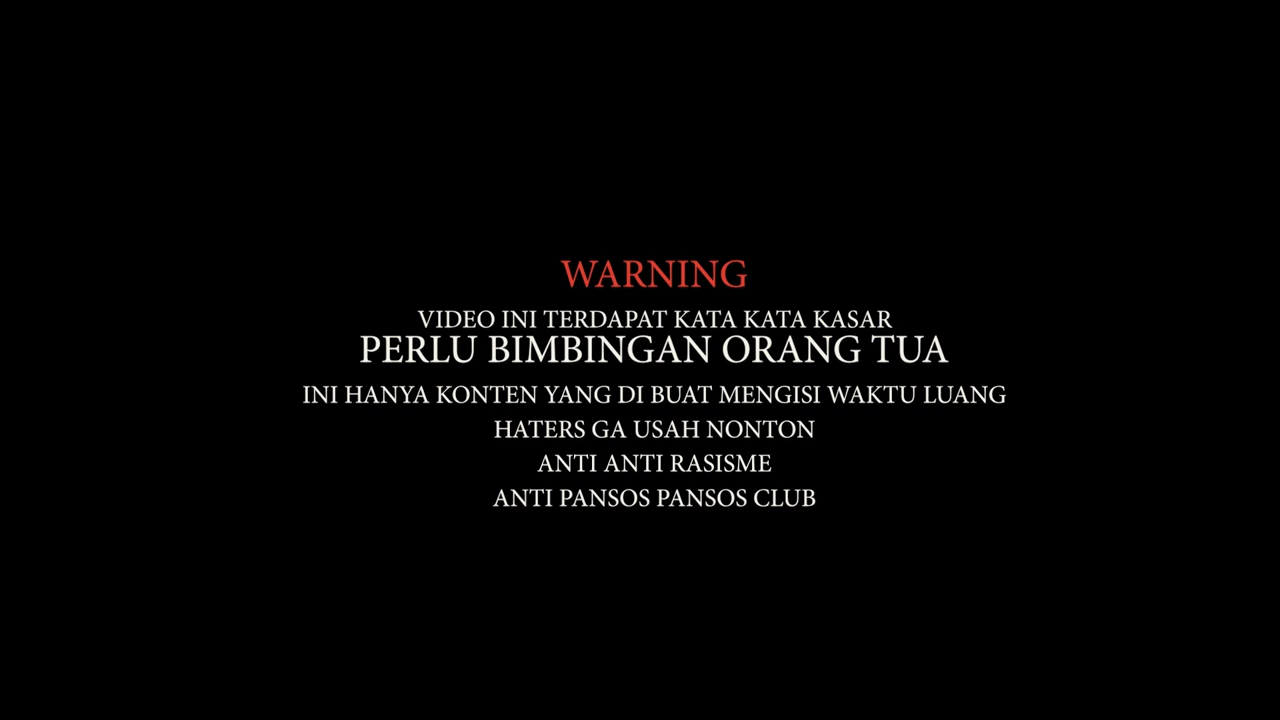 WARNING
VIDEO INI TERDAPAT KATA KATA KASAR
PERLU BIMBINGAN ORANG TUA
INI HANYA KONTEN YANG DI BUAT MENGISI WAKTU LUANG
HATERS GA USAH NONTON
ANTI ANTI RASISME
ANTI PANSOS PANSOS CLUB